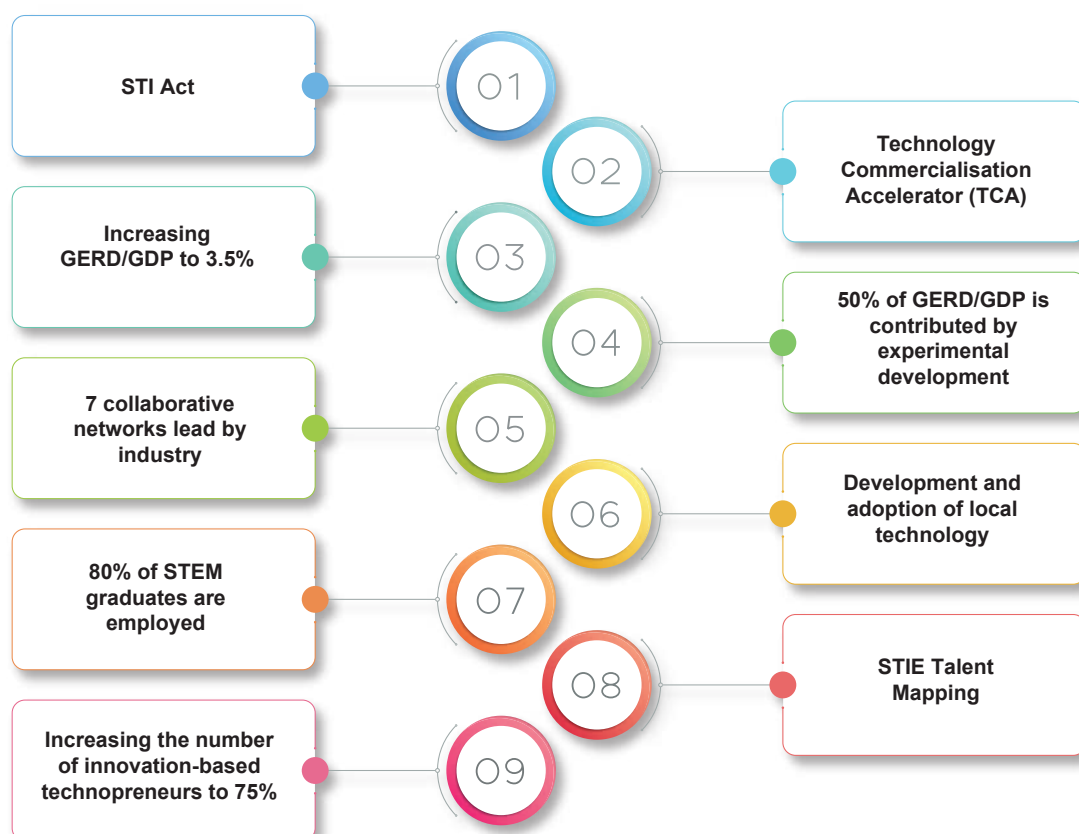 STI Act
01
02
Technology
Commercialisation
Accelerator (TCA)
Increasing
GERD/GDP to 3.5%
03
04
50% of GERD/GDP is
contributed by
experimental
development
7 collaborative
networks lead by
industry
05
06
Development and
adoption of local
technology
80% of STEM
graduates are
employed
07
08
STIE Talent
Mapping
Increasing the number
of innovation-based
technopreneurs to 75%
09